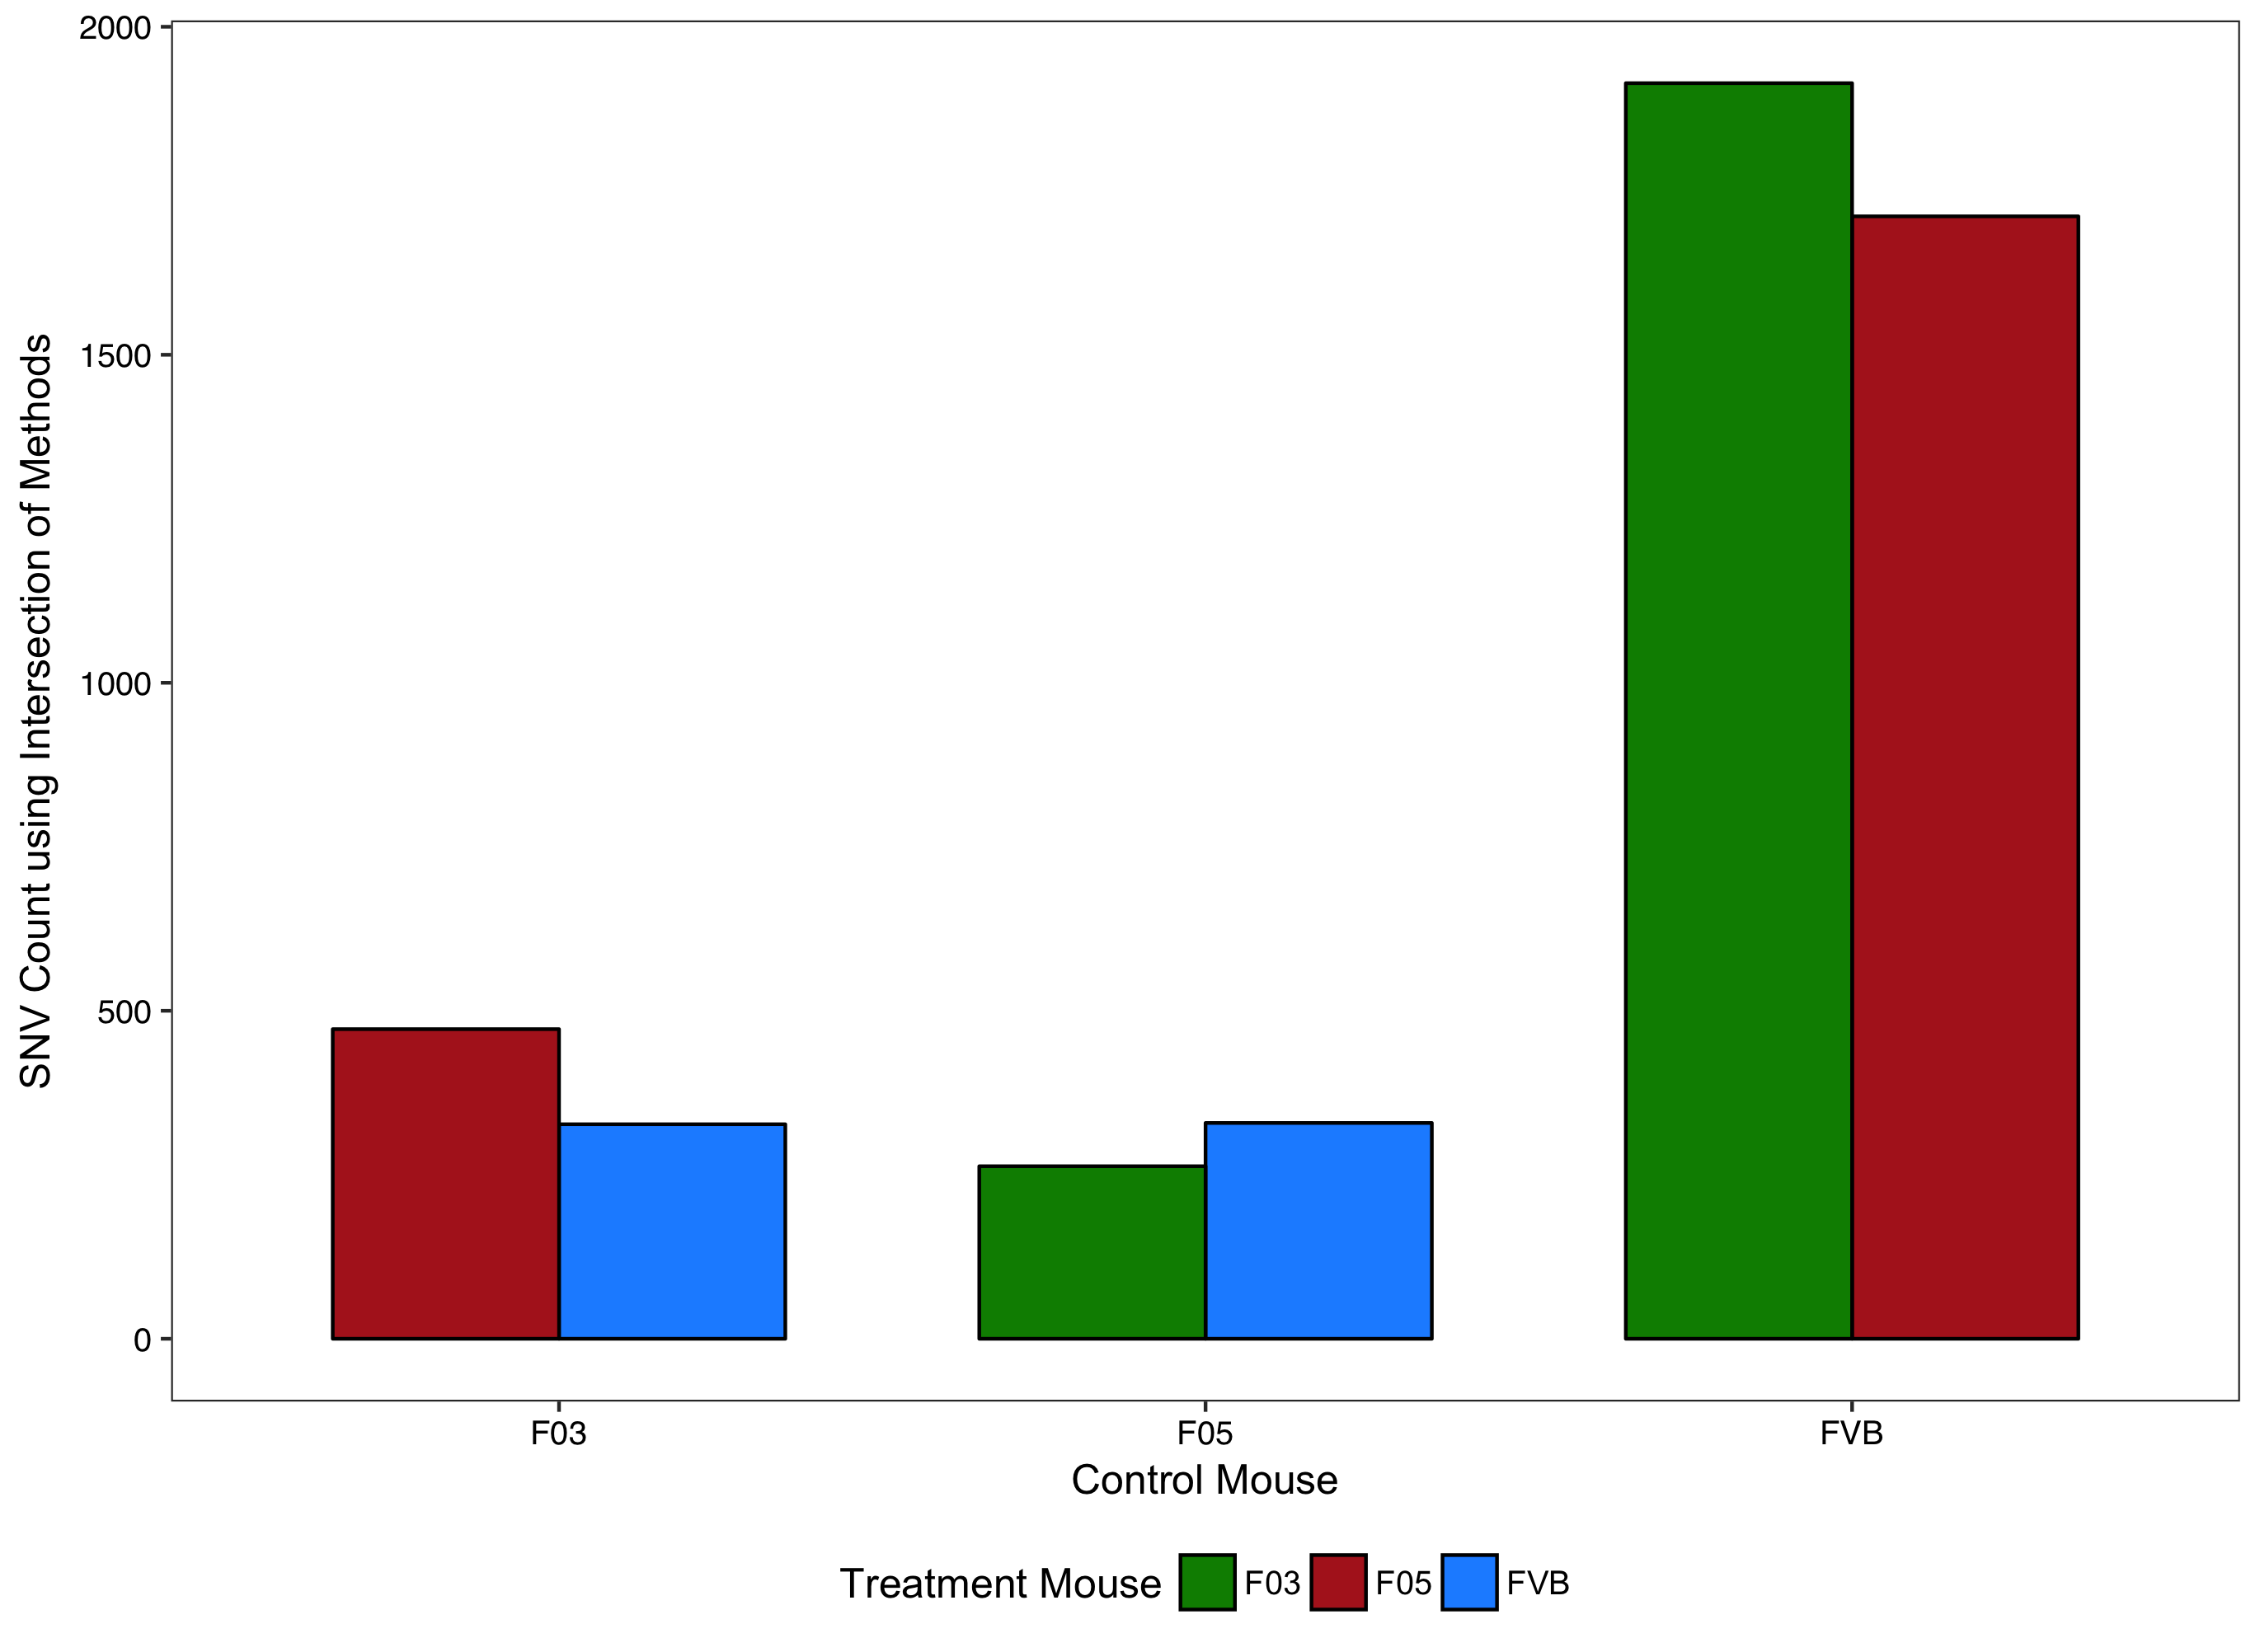 SNV Count using Intersection of Methods
2000
1500
1000
500
0
F03 F05 FVB
Control Mouse
Treatment Mouse F03 F05 FVB